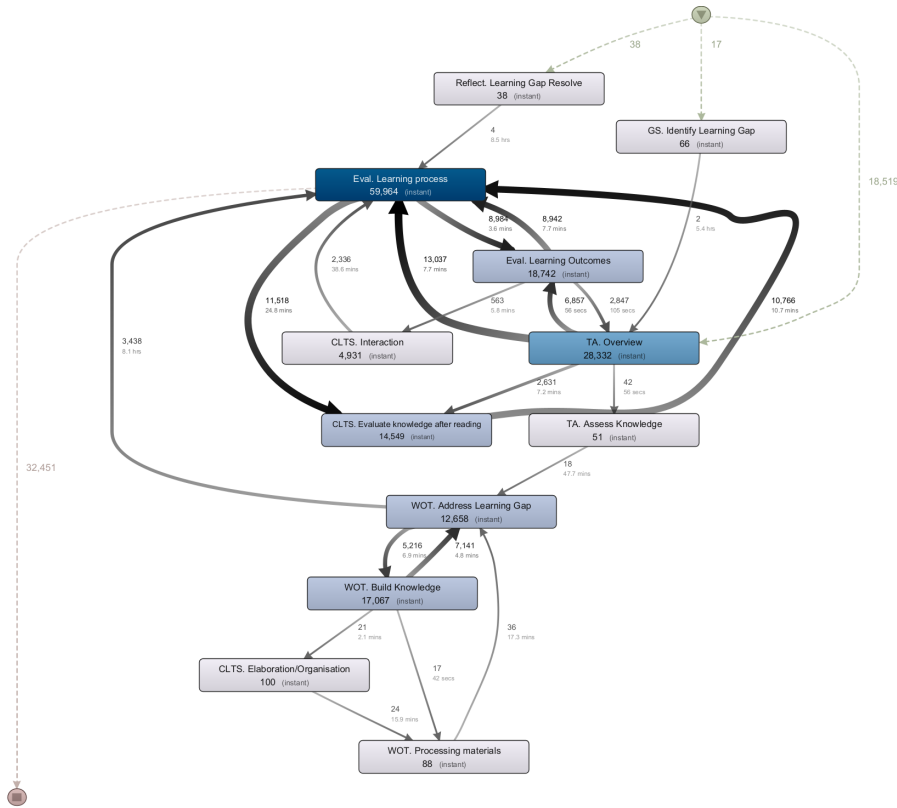 38
17
Reflect. Learning Gap Resolve
38 (instant)
GS. Identify Learning Gap
66 (instant)
4
8.5 hrs
Eval. Learning process
59,964 (instant)
18,519
8,984
3.6 mins
8,942
7.7 mins
2
5.4 hrs
2,336
38.6 mins
13,037
7.7 mins
Eval. Learning Outcomes
18,742 (instant)
11,518
24.8 mins
563
5.8 mins
6,857
56 secs
2,847
105 secs
10,766
10.7 mins
3,438
8.1 hrs
CLTS. Interaction
4,931 (instant)
TA. Overview
28,332 (instant)
2,631
7.2 mins
42
56 secs
CLTS. Evaluate knowledge after reading
14,549 (instant)
TA. Assess Knowledge
51 (instant)
32,451
18
47.7 mins
WOT. Address Learning Gap
12,658 (instant)
5,216
6.9 mins
7,141
4.8 mins
WOT. Build Knowledge
17,067 (instant)
21
2.1 mins
36
17.3 mins
CLTS. Elaboration/Organisation
100 (instant)
17
42 secs
24
15.9 mins
WOT. Processing materials
88 (instant)